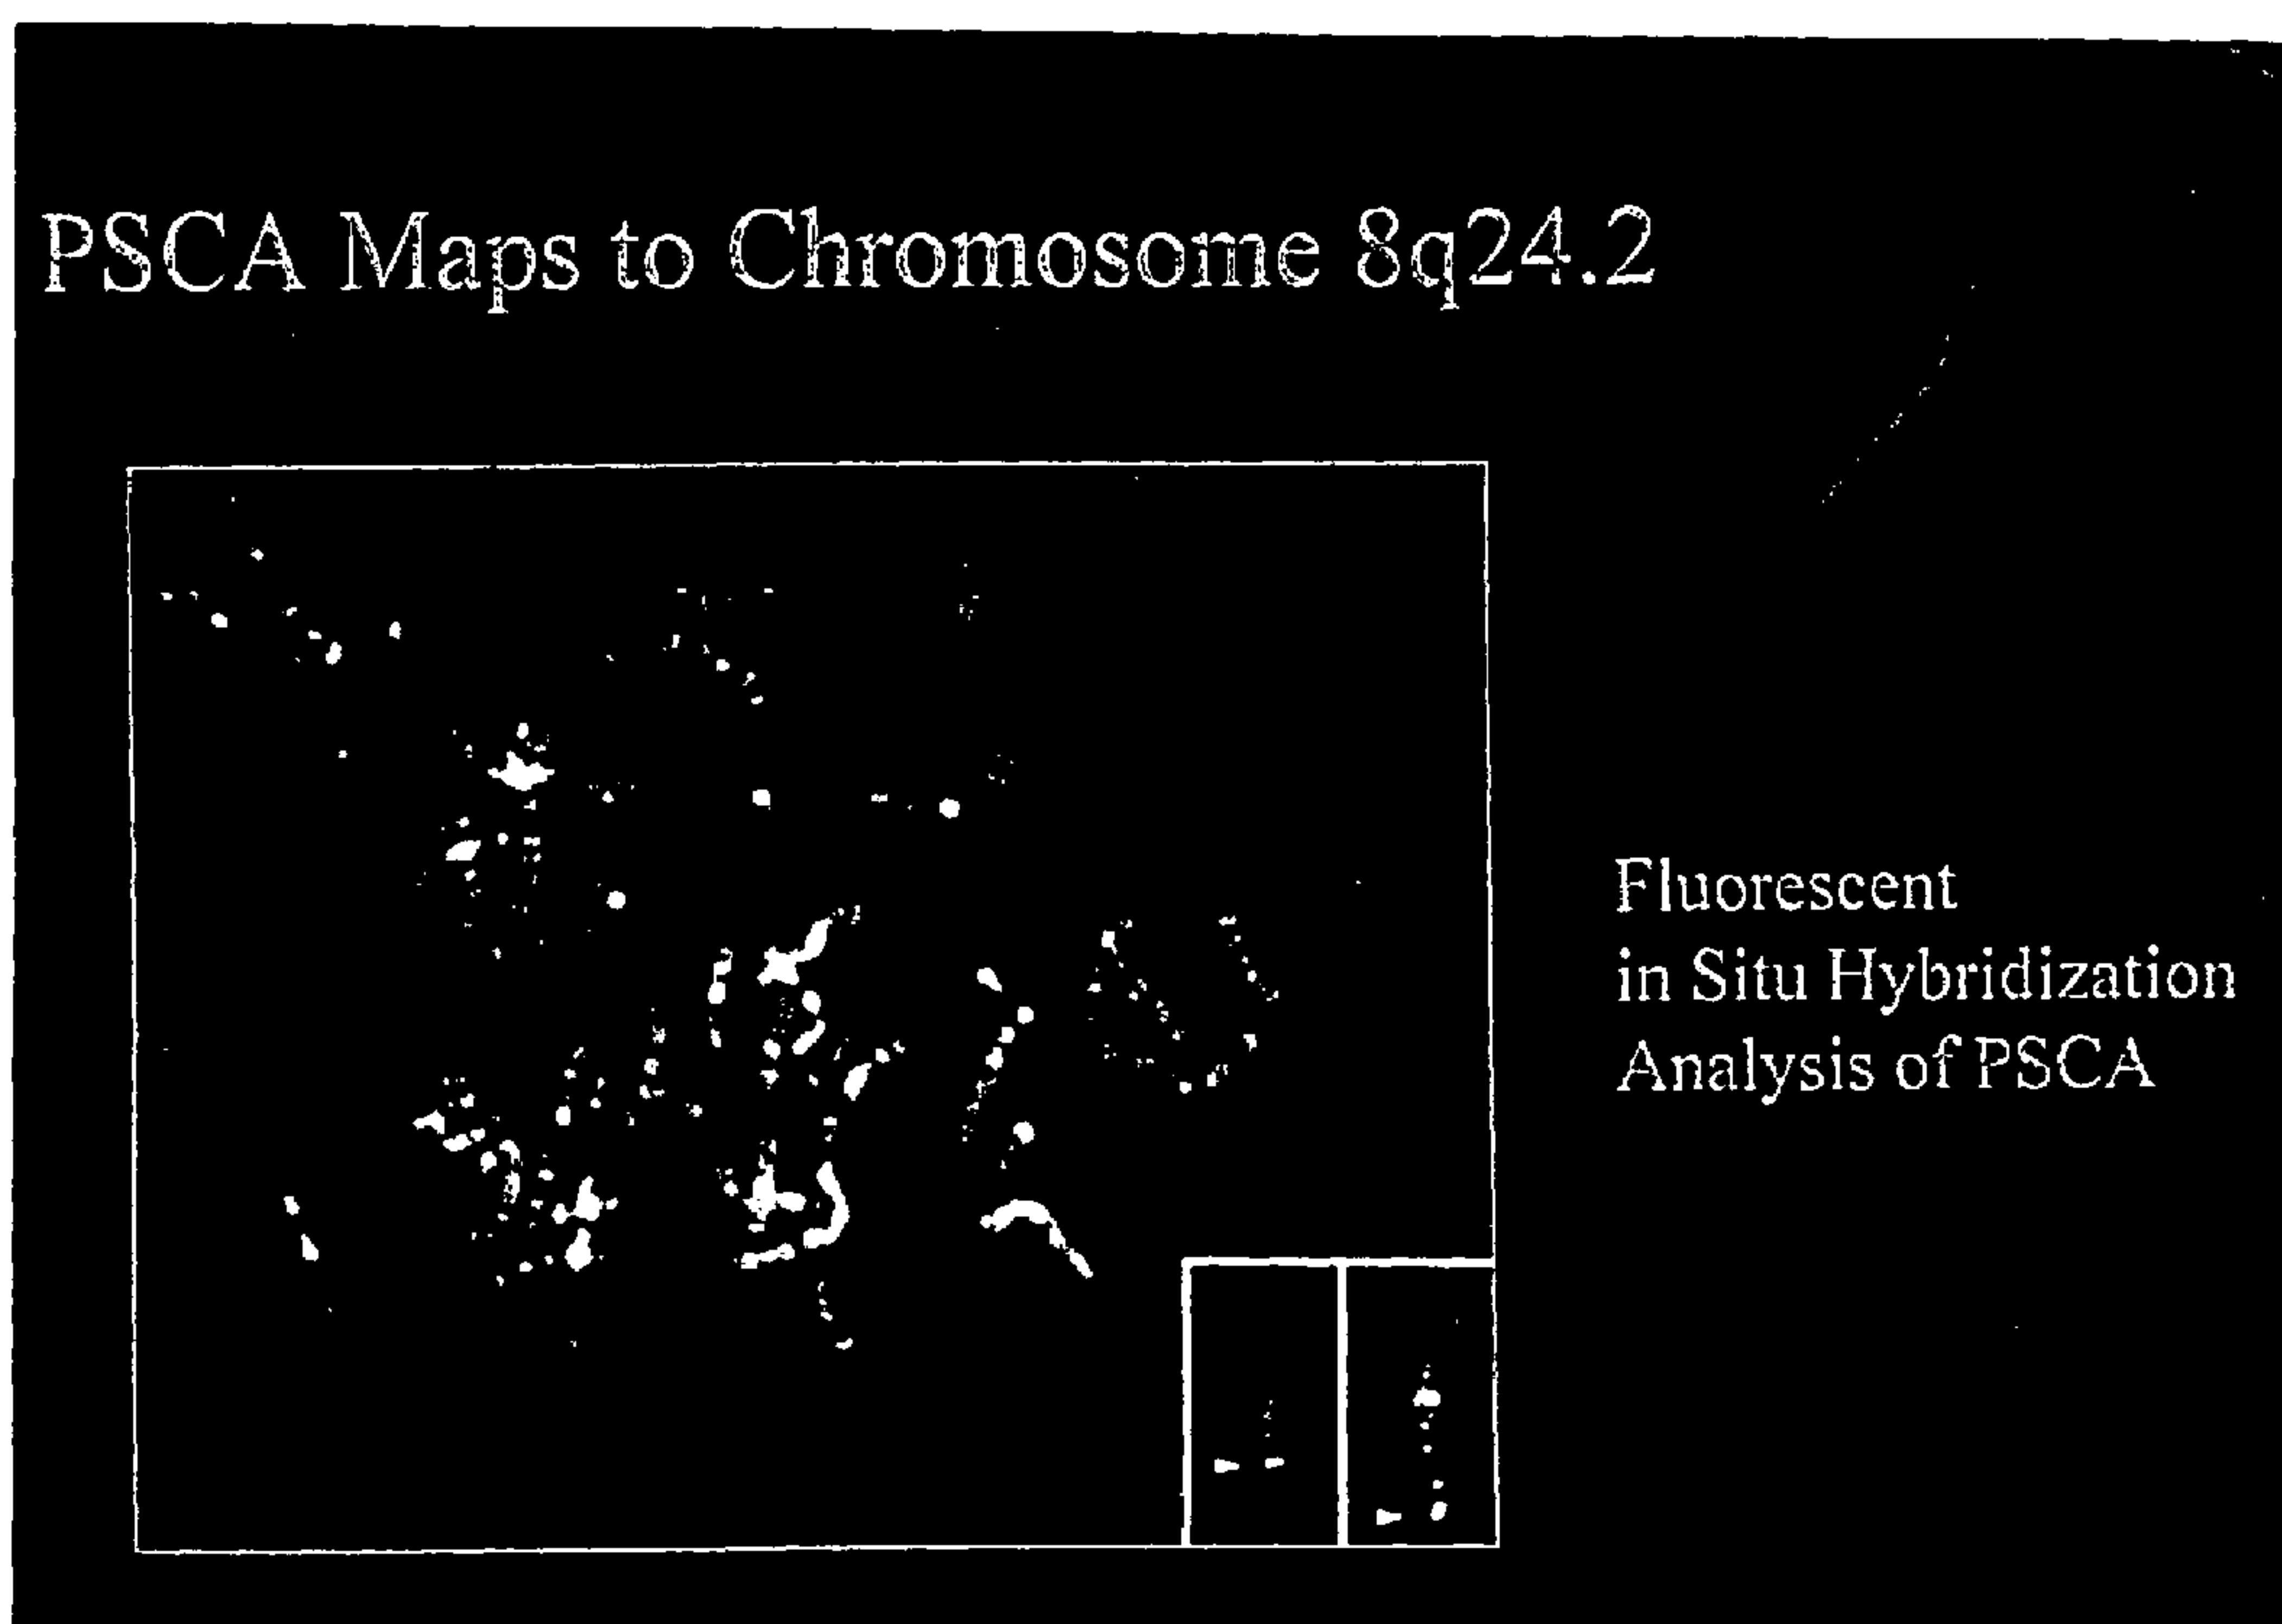 PSCA Maps to Chromosome 8q24.2
Fluorescent
in Situ Hybridization
Analysis of PSCA